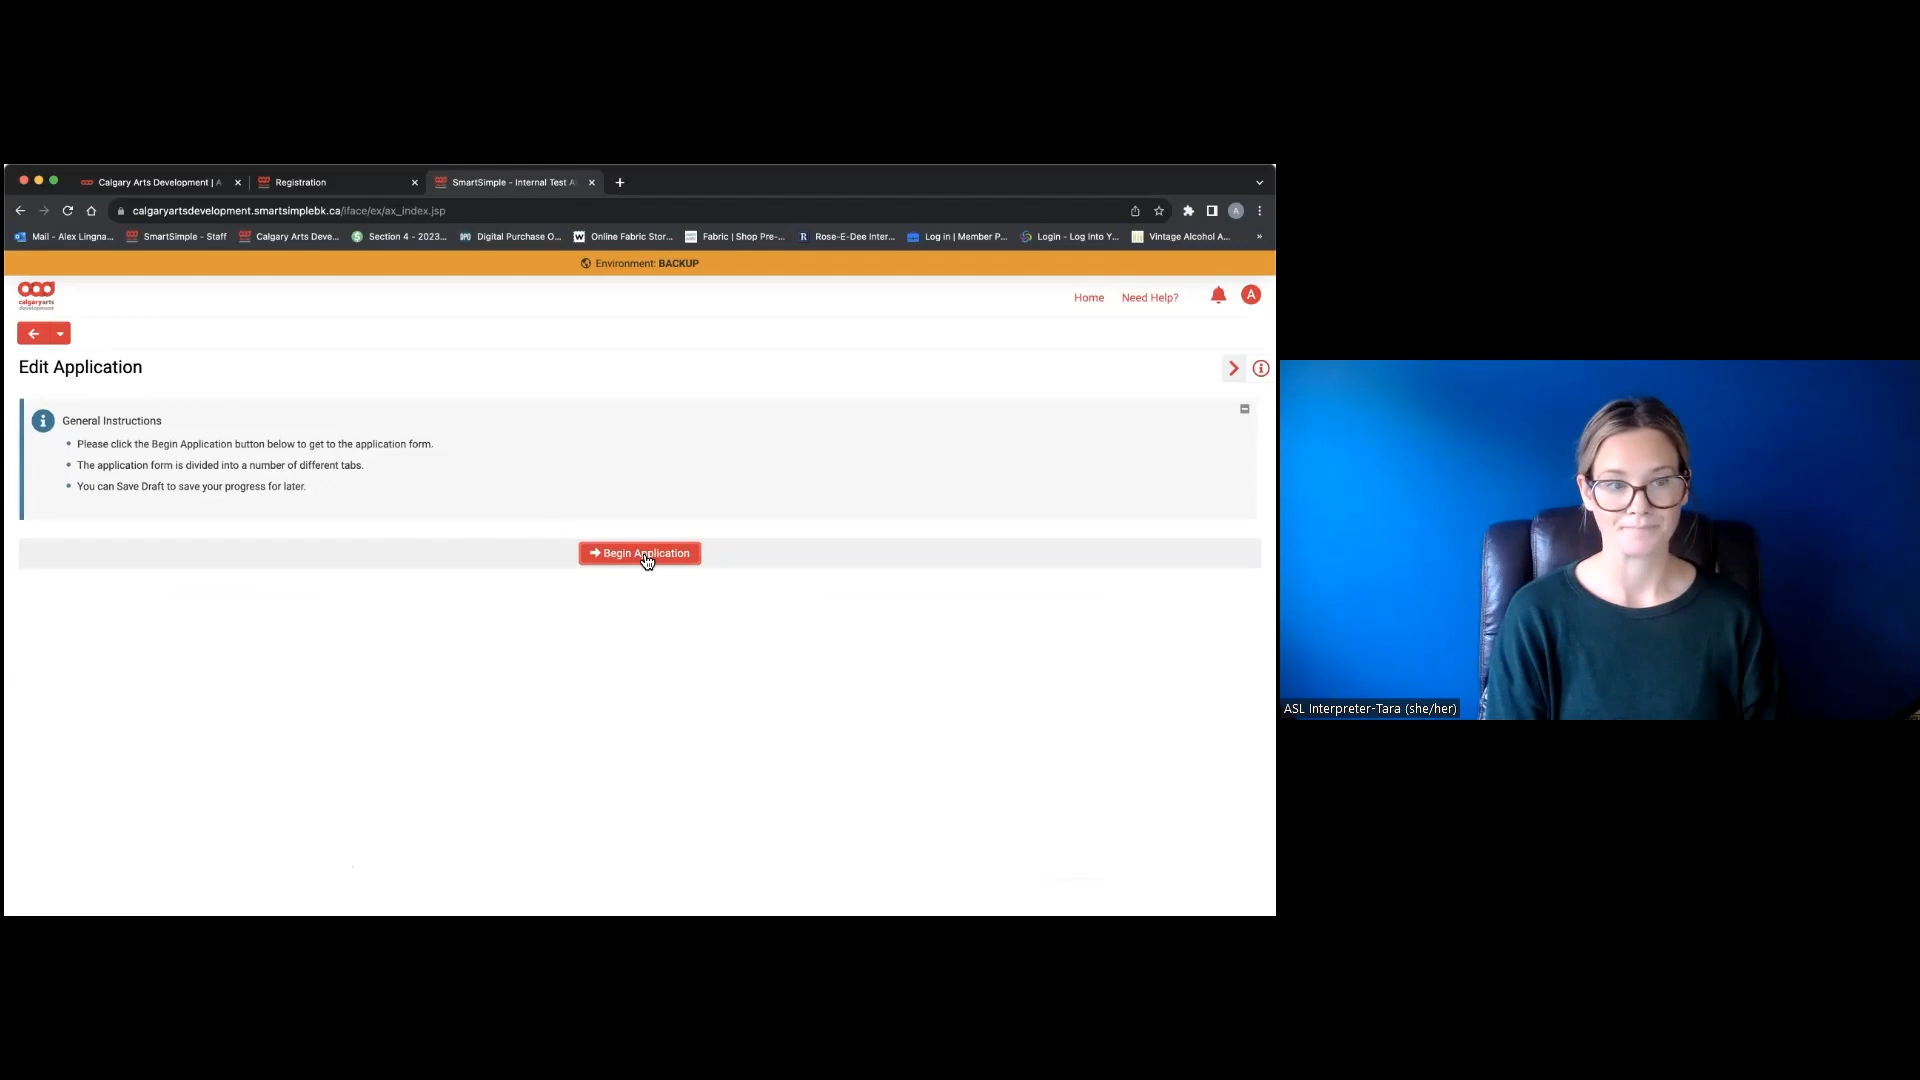 Calgary Arts Development | A
Registration
SmartSimple - Internal Test A
calgaryartsdevelopment.smartsimplebk.ca/iface/ex/ax_index.jsp
A
Mail - Alex Lingna...
SmartSimple - Staff
Calgary Arts Deve...
Section 4 - 2023...
Digital Purchase O...
Online Fabric Stor...
Fabric | Shop Pre-...
Rose-E-Dee Inter...
Log in | Member P...
Login - Log Into Y...
Vintage Alcohol A...
Environment: BACKUP
calgaryarts
development
Home
Need Help?
A
Edit Application
General Instructions
Please click the Begin Application button below to get to the application form.
The application form is divided into a number of different tabs.
You can Save Draft to save your progress for later.
Begin Application
ASL Interpreter-Tara (she/her)